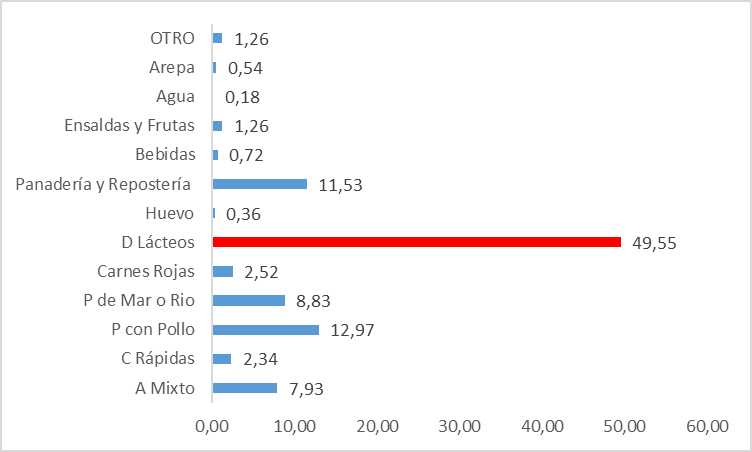 OTRO 1,26
Arepa 0,54
Agua 0,18
Ensaldas y Frutas 1,26
Bebidas 0,72
Panadería y Repostería 11,53
Huevo 0,36
D Lácteos 49,55
Carnes Rojas 2,52
P de Mar o Rio 8,83
P con Pollo 12,97
C Rápidas 2,34
A Mixto 7,93
0,00 10,00 20,00 30,00 40,00 50,00 60,00